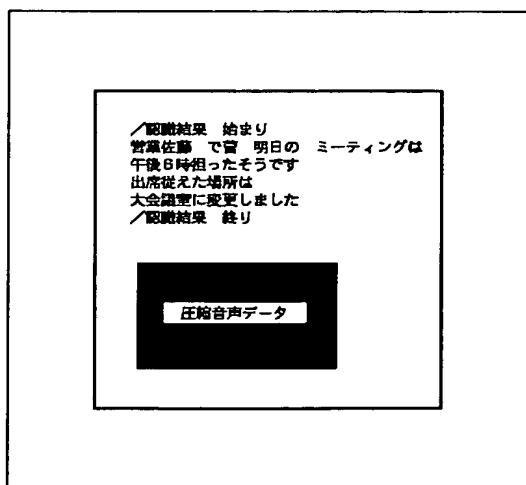 ／認識結果　始まり
営業佐藤　で菅　明日の　ミーティングは
午後6時担ったそうです
出席従えた場所は
大会議室に変更しました
／認識結果　終り
圧縮音声データ